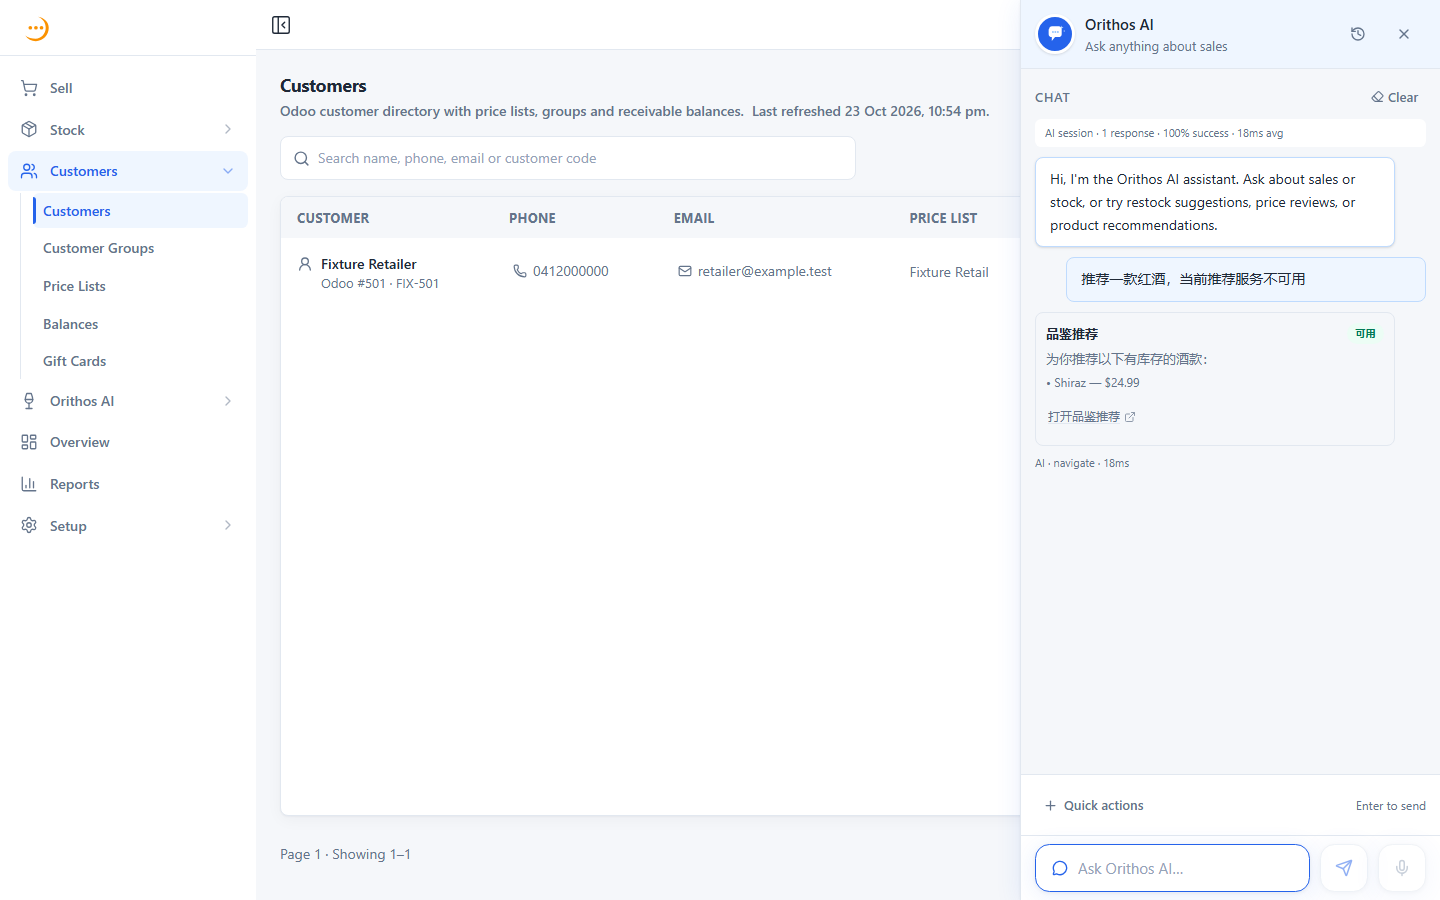 Sell
Stock
Customers
Customers
Customer Groups
Price Lists
Balances
Gift Cards
Orithos AI
Overview
Reports
Setup
Customers
Odoo customer directory with price lists, groups and receivable balances. Last refreshed 23 Oct 2026, 10:54 pm.
Search name, phone, email or customer code
CUSTOMER PHONE EMAIL PRICE LIST
Fixture Retailer 0412000000 retailer@example.test Fixture Retail
Odoo #501 · FIX-501
Page 1 · Showing 1–1
Orithos AI
Ask anything about sales
CHAT Clear
AI session · 1 response · 100% success · 18ms avg
Hi, I'm the Orithos AI assistant. Ask about sales or
stock, or try restock suggestions, price reviews, or
product recommendations.
推荐一款红酒，当前推荐服务不可用
品鉴推荐 可用
为你推荐以下有库存的酒款：
• Shiraz — $24.99
打开品鉴推荐
AI · navigate · 18ms
+ Quick actions Enter to send
Ask Orithos AI...